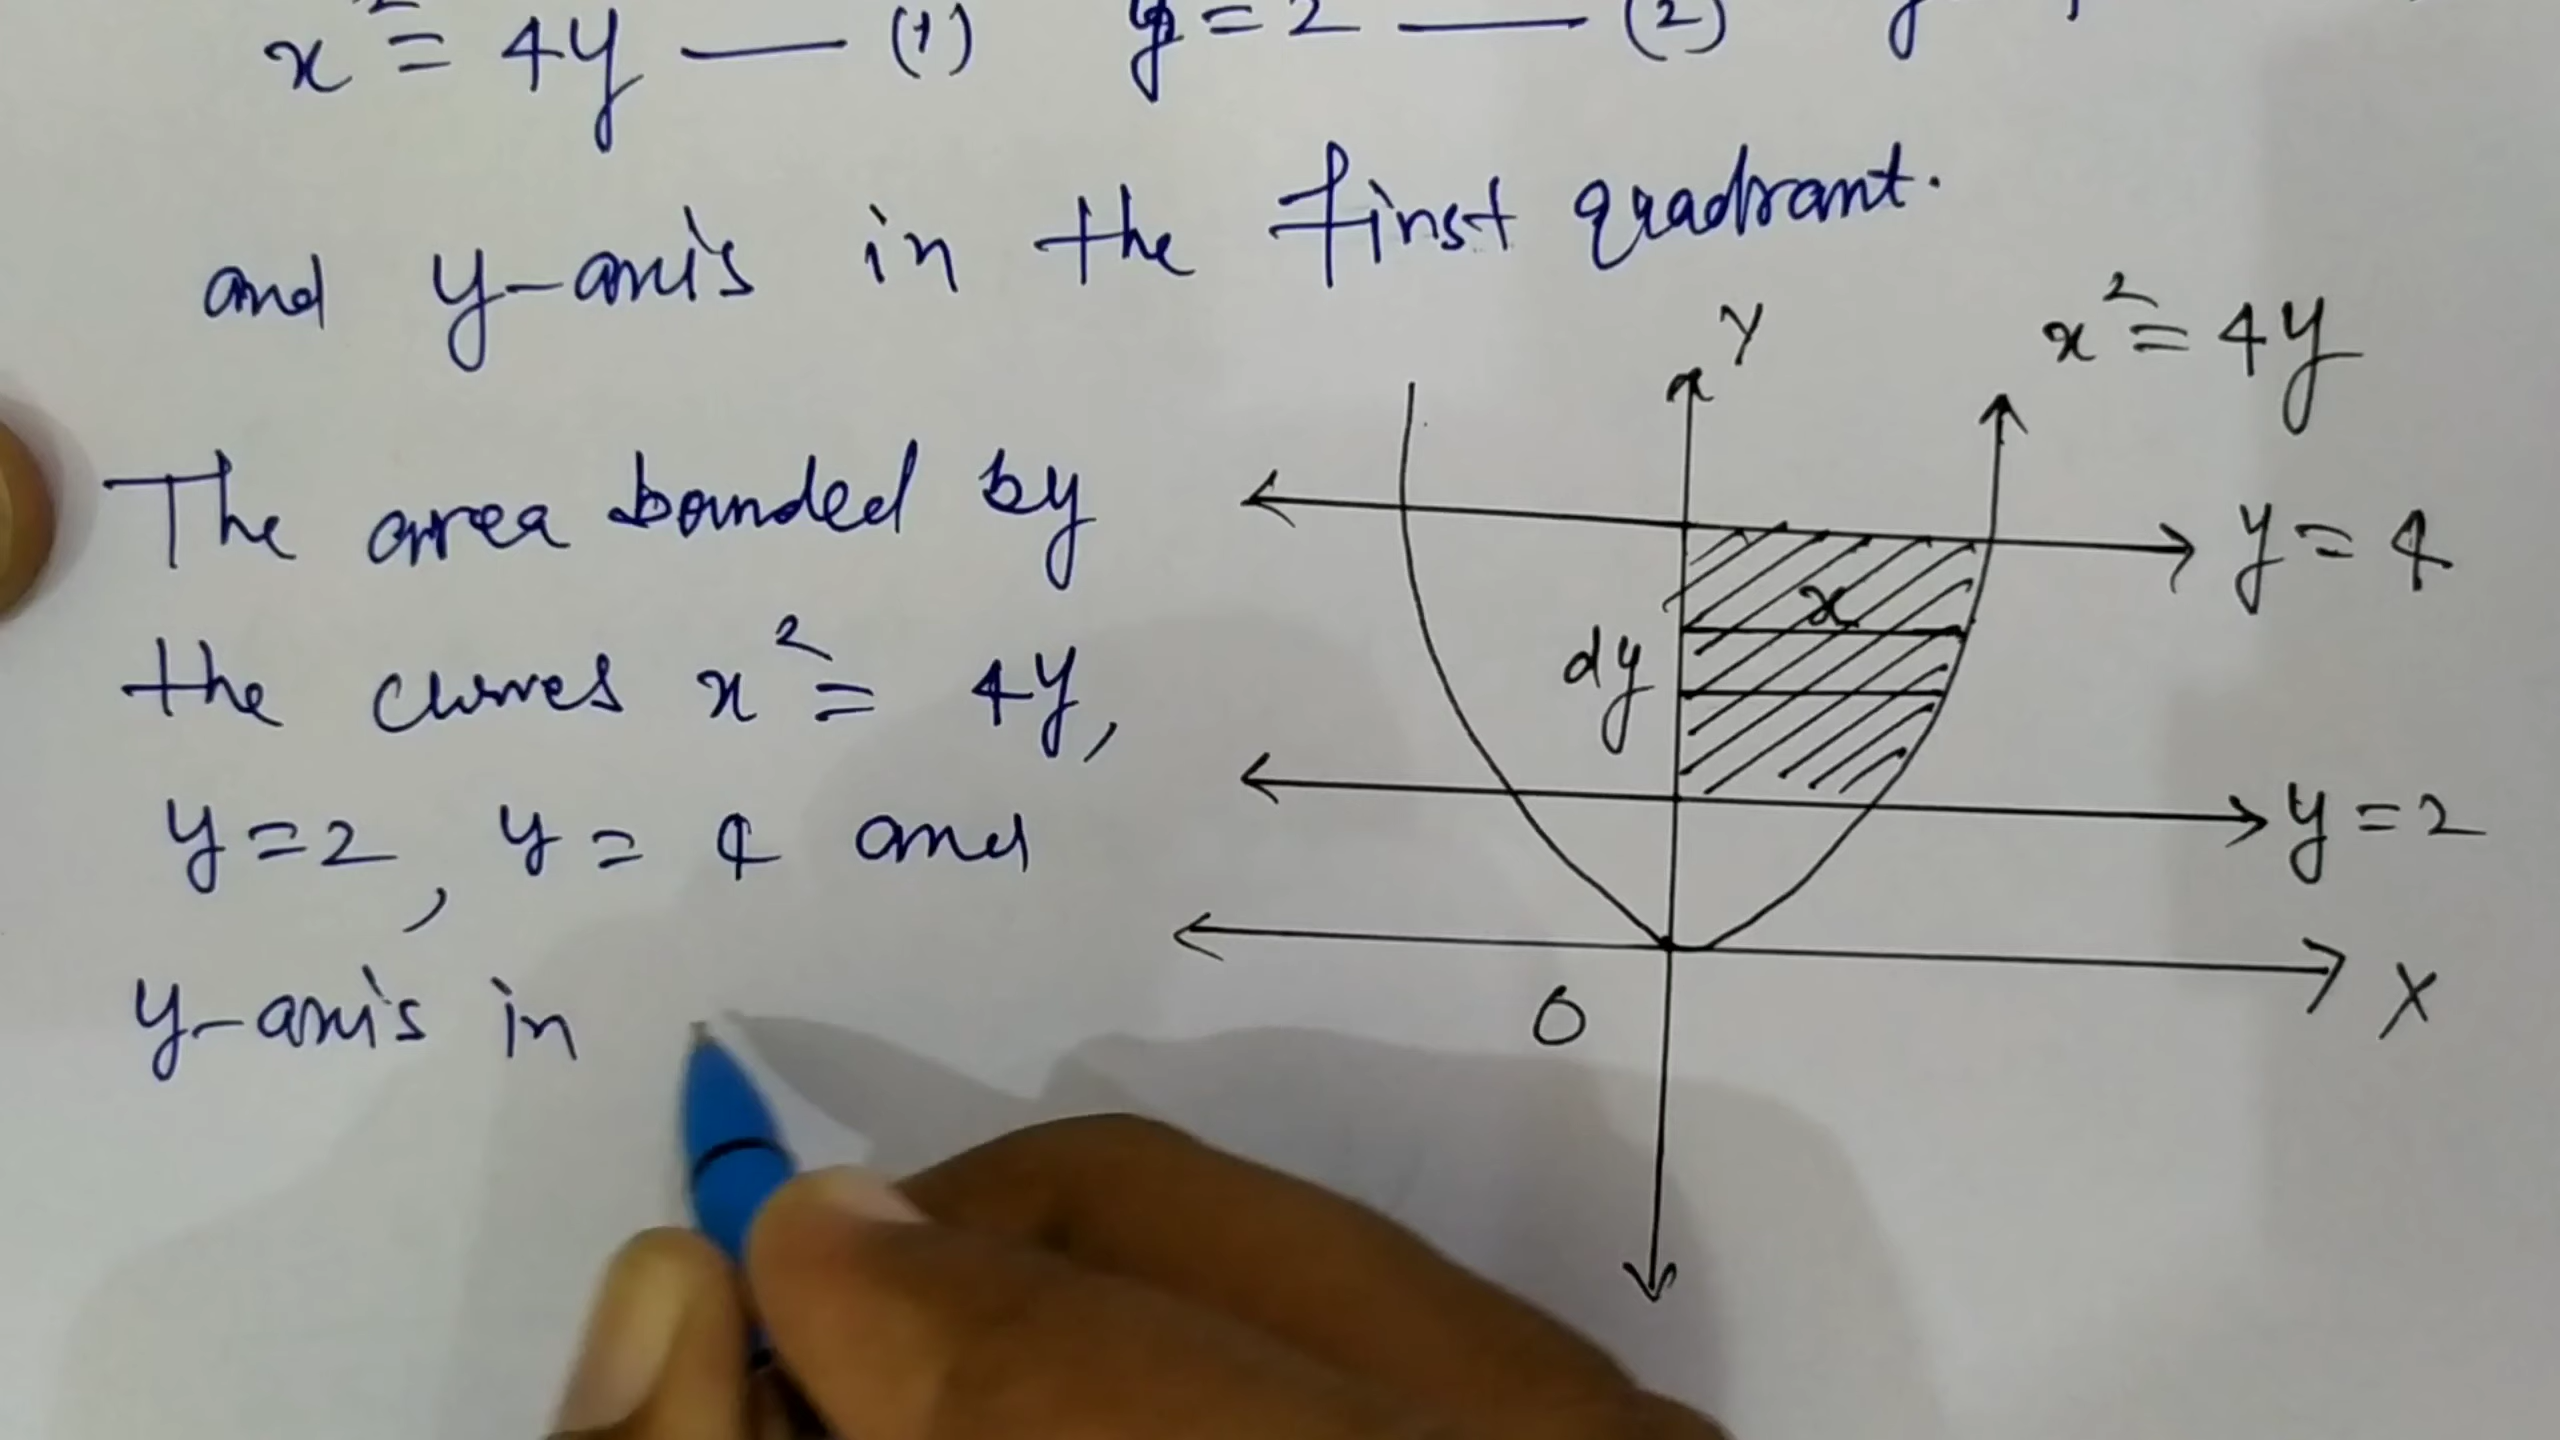 x² = 4y — (1) y = 2 — (2) y
and y-axis in the first quadrant.
The area bounded by
the curves x² = 4y,
y=2, y = 4 and
y-axis in
Y
x² = 4y
y = 4
x
dy
y = 2
O
X